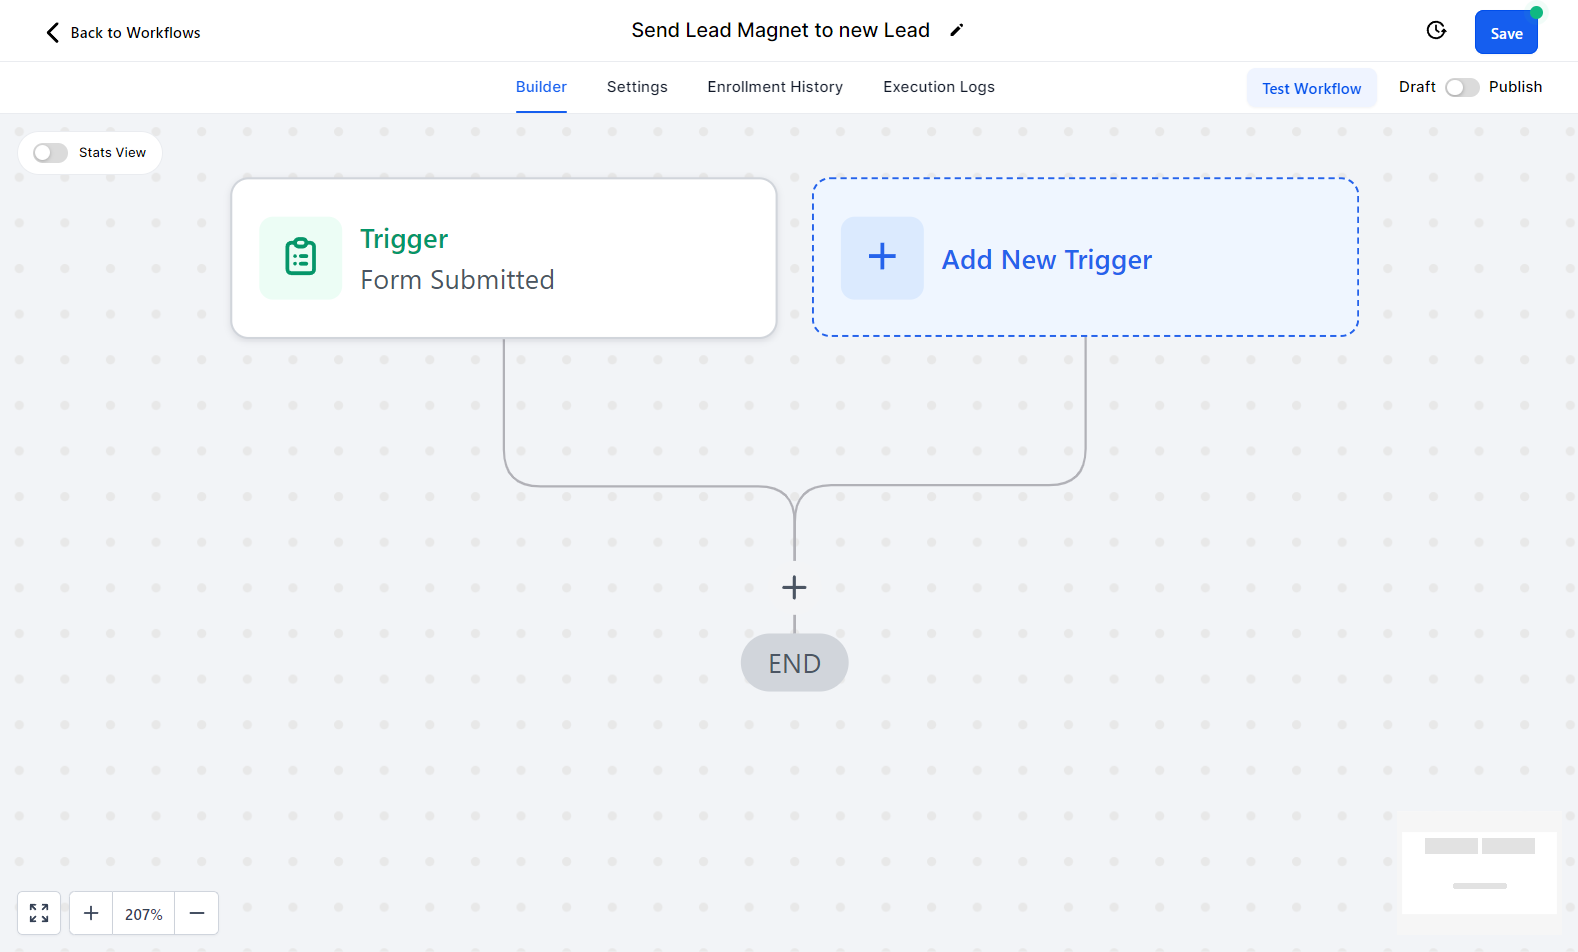 Back to Workflows
Send Lead Magnet to new Lead
Save
Builder
Settings
Enrollment History
Execution Logs
Test Workflow
Draft
Publish
Stats View
Trigger
Form Submitted
Add New Trigger
END
207%